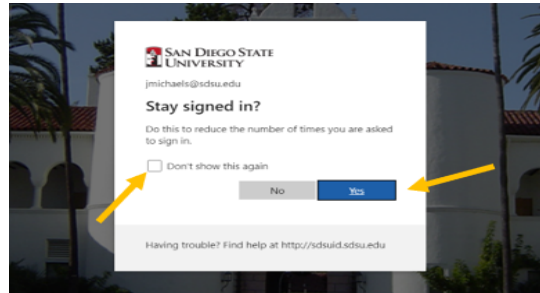 SAN DIEGO STATE
UNIVERSITY
jmichaels@sdsu.edu
Stay signed in?
Do this to reduce the number of times you are asked
to sign in.
Don't show this again
No
Yes
Having trouble? Find help at http://sdsuid.sdsu.edu